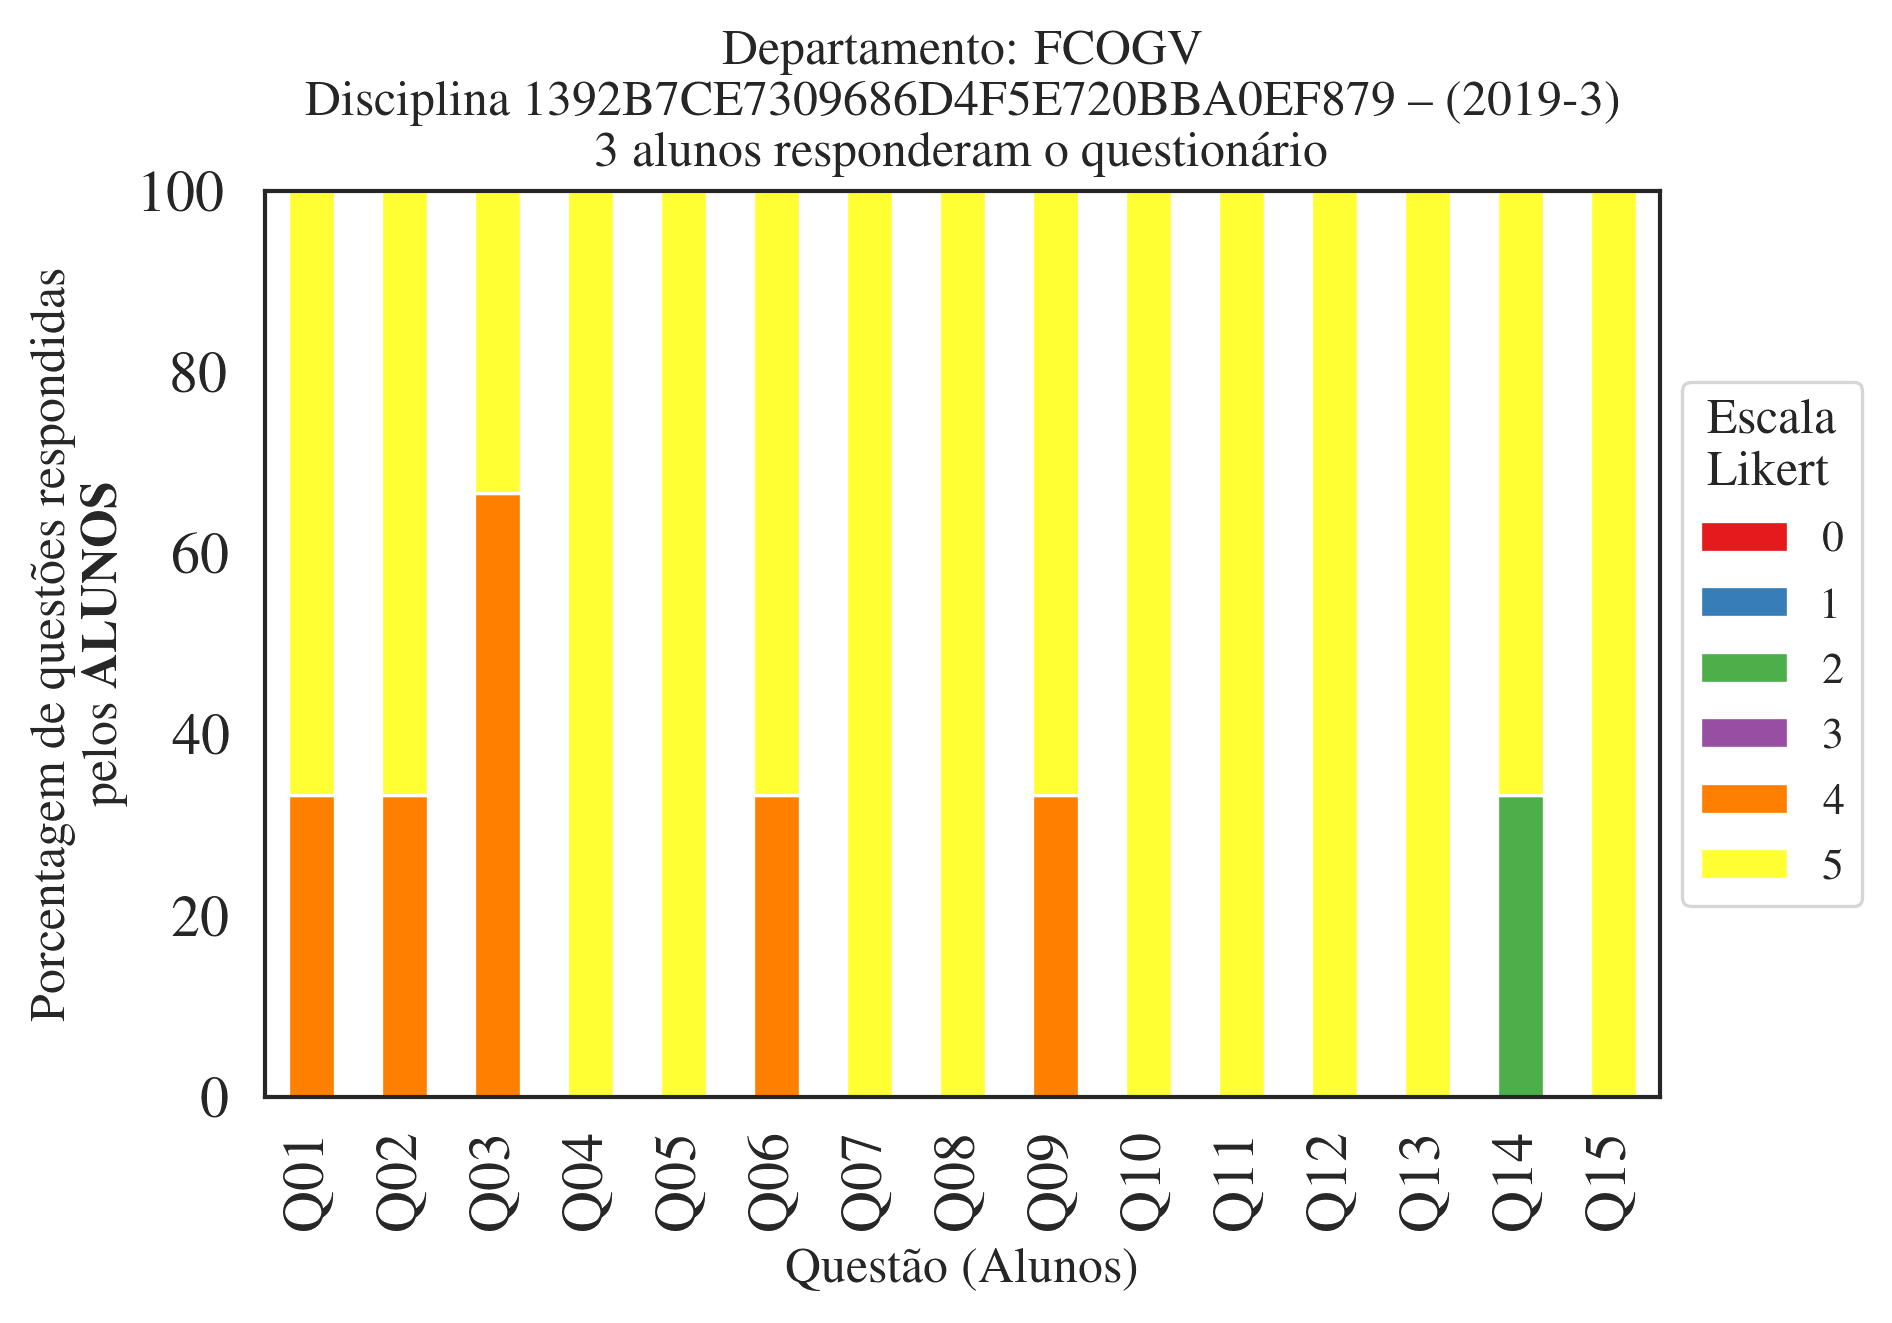 Departamento: FCOGV
Disciplina 1392B7CE7309686D4F5E720BBA0EF879 – (2019-3)
3 alunos responderam o questionário
Porcentagem de questões respondidas
pelos ALUNOS
100
80
60
40
20
0
Q01
Q02
Q03
Q04
Q05
Q06
Q07
Q08
Q09
Q10
Q11
Q12
Q13
Q14
Q15
Questão (Alunos)
Escala
Likert
0
1
2
3
4
5